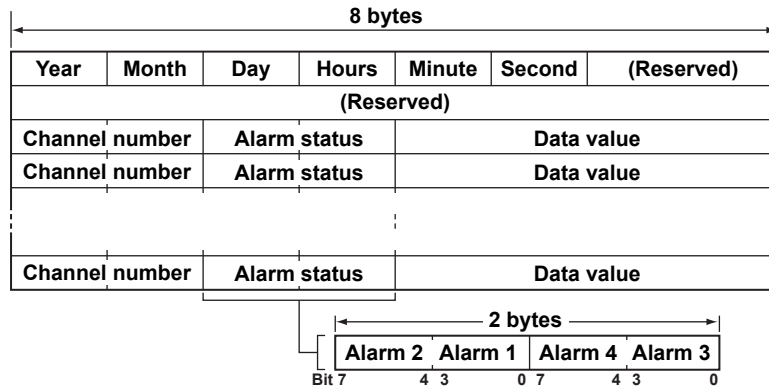 8 bytes
Year Month Day Hours Minute Second (Reserved)
(Reserved)
Channel number Alarm status Data value
Channel number Alarm status Data value
Channel number Alarm status Data value
2 bytes
Alarm 2 Alarm 1 Alarm 4 Alarm 3
Bit 7 4 3 0 7 4 3 0